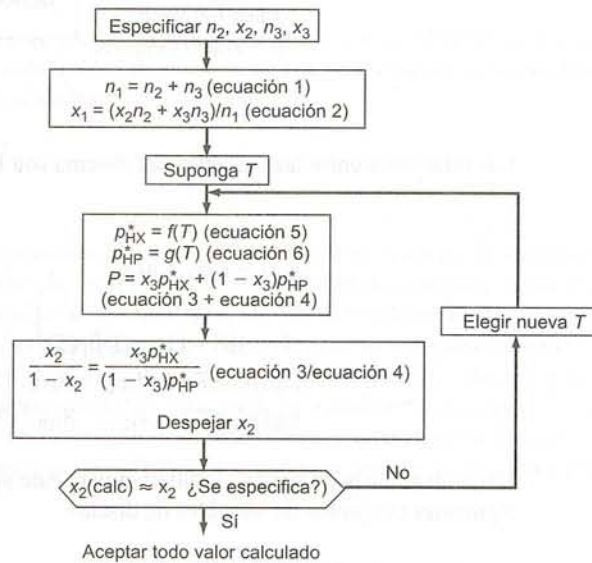 Especificar n₂, x₂, n₃, x₃
n₁ = n₂ + n₃ (ecuación 1)
x₁ = (x₂n₂ + x₃n₃)/n₁ (ecuación 2)
Suponga T
p*HX = f(T) (ecuación 5)
p*HP = g(T) (ecuación 6)
P = x₃p*HX + (1 − x₃)p*HP
(ecuación 3 + ecuación 4)
Elegir nueva T
x₂/(1 − x₂) = x₃p*HX/((1 − x₃)p*HP) (ecuación 3/ecuación 4)
Despejar x₂
x₂(calc) ≈ x₂ ¿Se especifica?)
No
Sí
Aceptar todo valor calculado